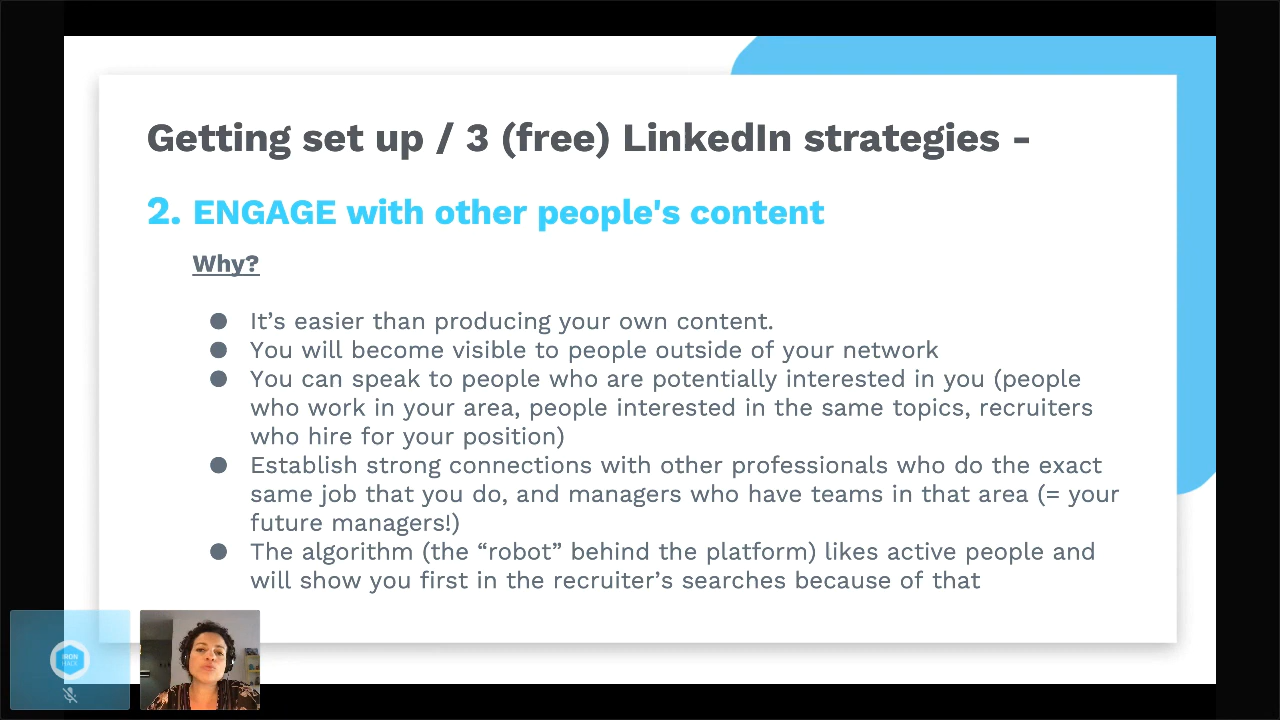 Getting set up / 3 (free) LinkedIn strategies -
2. ENGAGE with other people's content
Why?
● It’s easier than producing your own content.
● You will become visible to people outside of your network
● You can speak to people who are potentially interested in you (people
who work in your area, people interested in the same topics, recruiters
who hire for your position)
● Establish strong connections with other professionals who do the exact
same job that you do, and managers who have teams in that area (= your
future managers!)
● The algorithm (the “robot” behind the platform) likes active people and
will show you first in the recruiter’s searches because of that
IRON
HACK